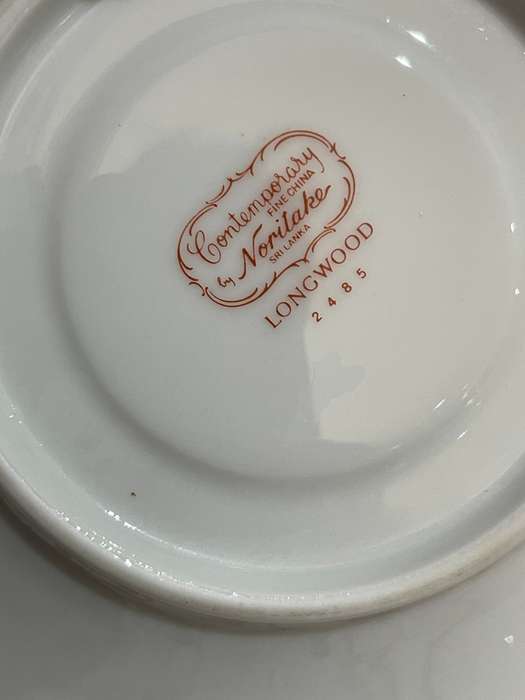 Contemporary
FINE CHINA
by Noritake
SRI LANKA
LONGWOOD
2485